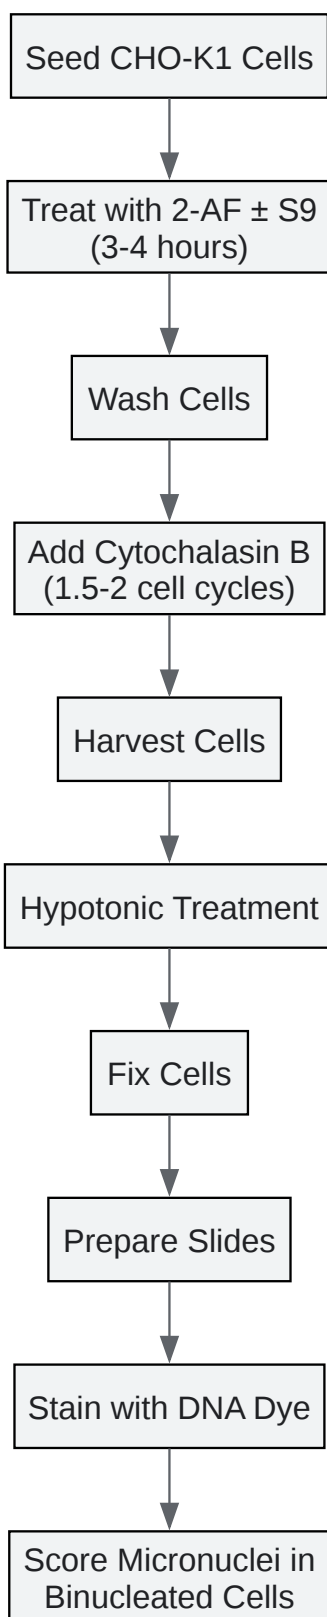 Seed CHO-K1 Cells
Treat with 2-AF ± S9
(3-4 hours)
Wash Cells
Add Cytochalasin B
(1.5-2 cell cycles)
Harvest Cells
Hypotonic Treatment
Fix Cells
Prepare Slides
Stain with DNA Dye
Score Micronuclei in
Binucleated Cells